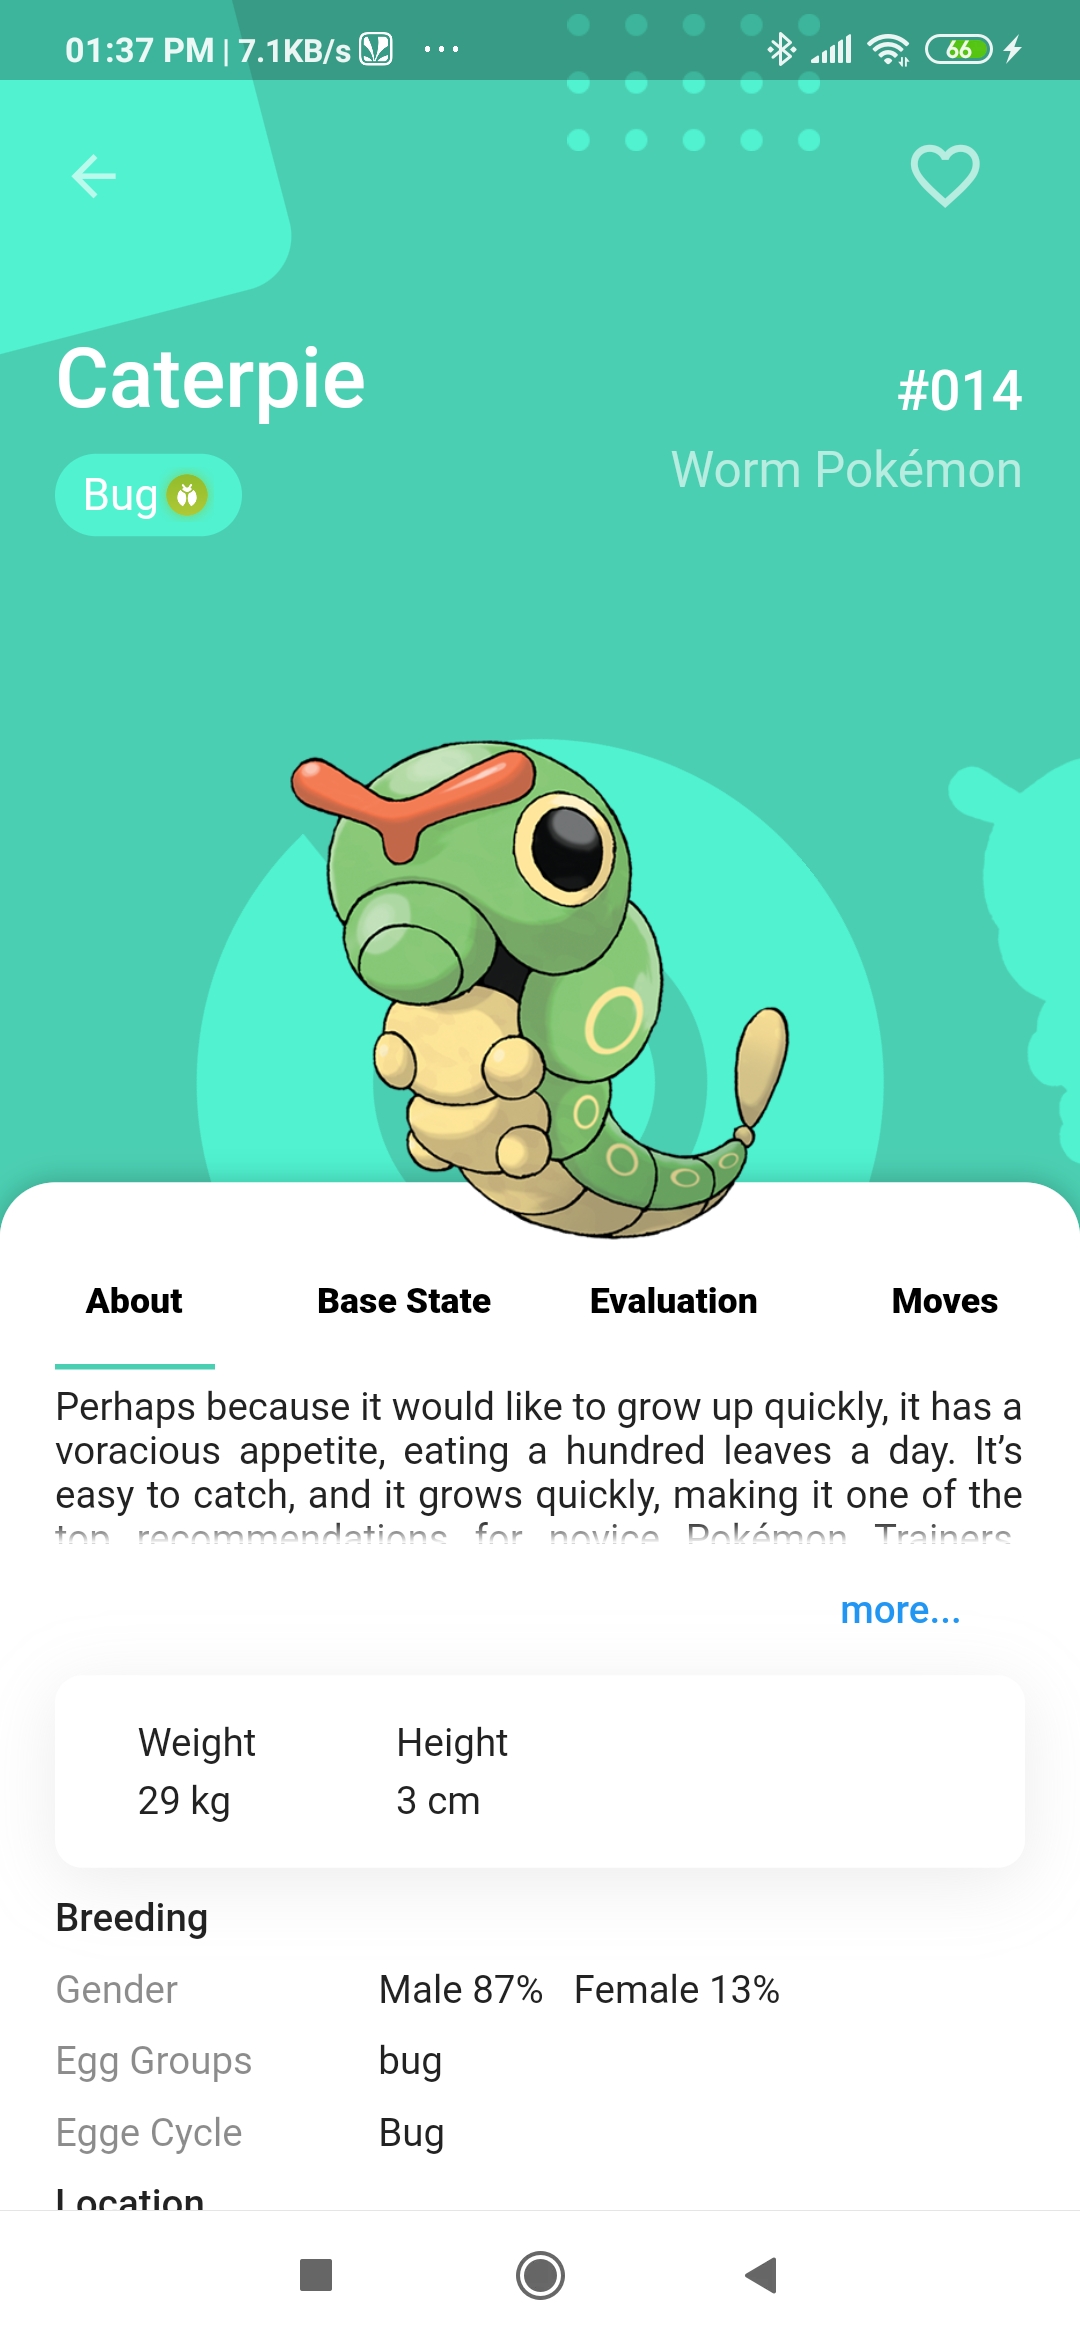 01:37 PM | 7.1KB/s ...
66
Caterpie
#014
Worm Pokémon
Bug
About Base State Evaluation Moves
Perhaps because it would like to grow up quickly, it has a
voracious appetite, eating a hundred leaves a day. It’s
easy to catch, and it grows quickly, making it one of the
top recommendations for novice Pokémon Trainers.
more...
Weight Height
29 kg 3 cm
Breeding
Gender Male 87% Female 13%
Egg Groups bug
Egge Cycle Bug
Location